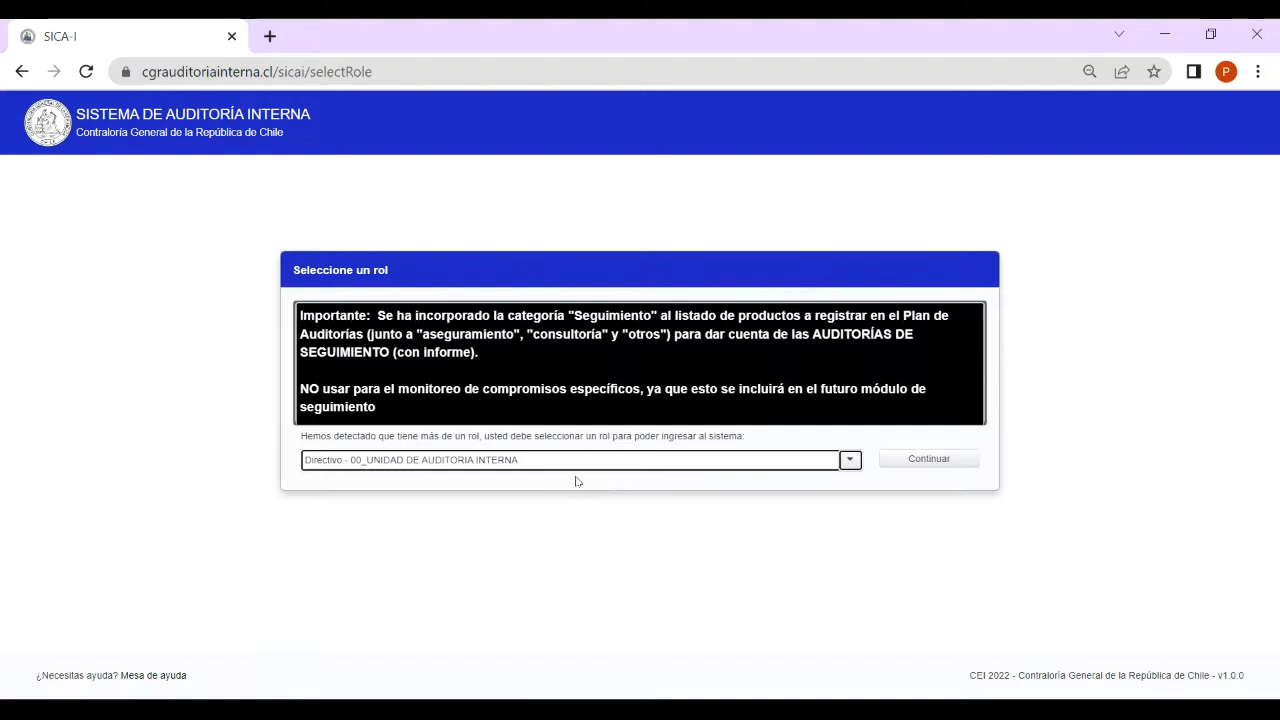 SICA-I
cgrauditoriainterna.cl/sicai/selectRole
P
SISTEMA DE AUDITORÍA INTERNA
Contraloría General de la República de Chile
Seleccione un rol
Importante:  Se ha incorporado la categoría "Seguimiento" al listado de productos a registrar en el Plan de
Auditorías (junto a "aseguramiento", "consultoría" y "otros") para dar cuenta de las AUDITORÍAS DE
SEGUIMIENTO (con informe).
NO usar para el monitoreo de compromisos específicos, ya que esto se incluirá en el futuro módulo de
seguimiento
Hemos detectado que tiene más de un rol, usted debe seleccionar un rol para poder ingresar al sistema:
Directivo - 00_UNIDAD DE AUDITORIA INTERNA
Continuar
¿Necesitas ayuda? Mesa de ayuda
CEI 2022 - Contraloría General de la República de Chile - v1.0.0